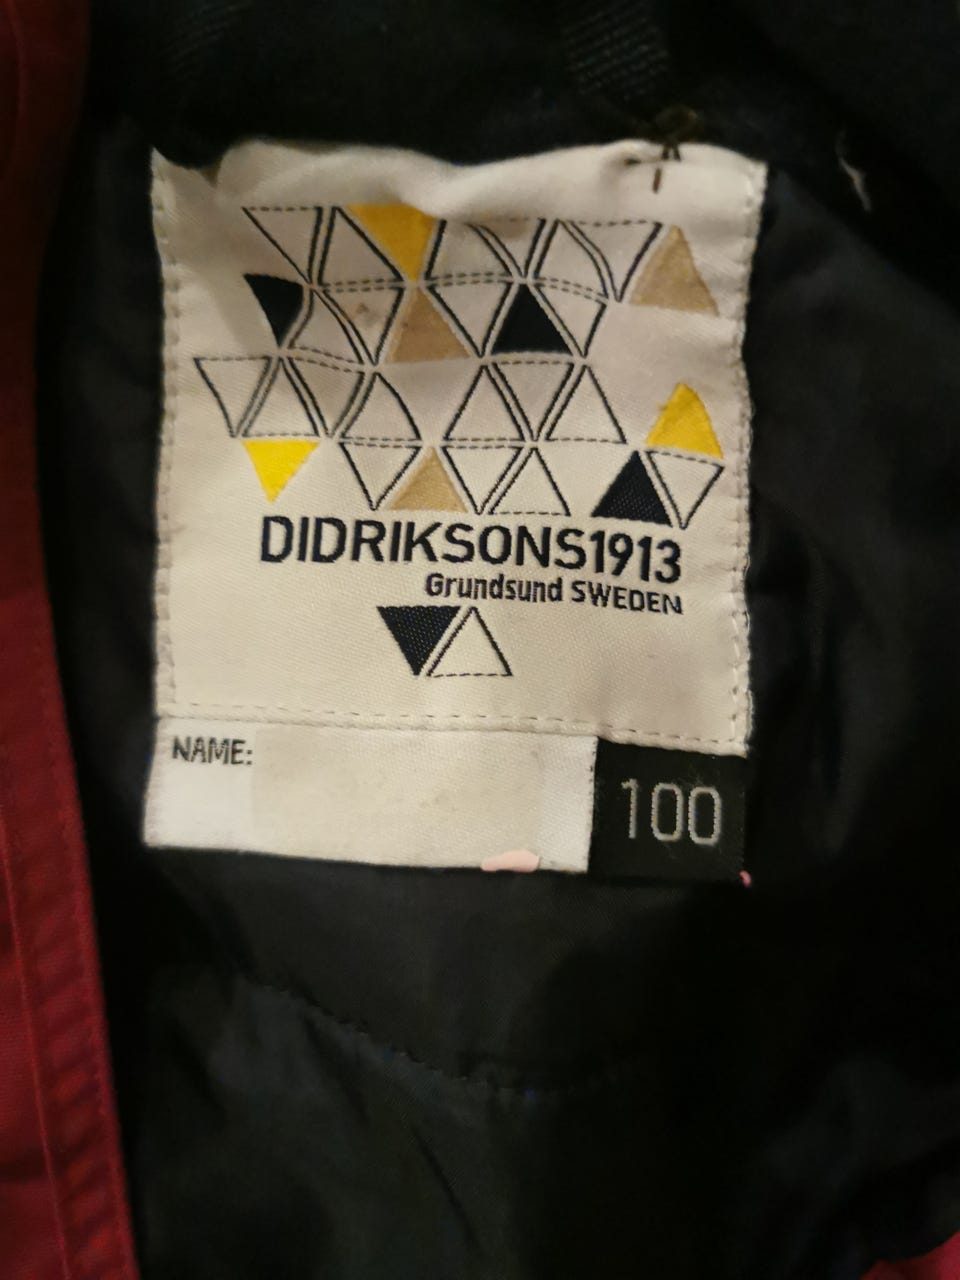 DIDRIKSONS1913
Grundsund SWEDEN
NAME:
100